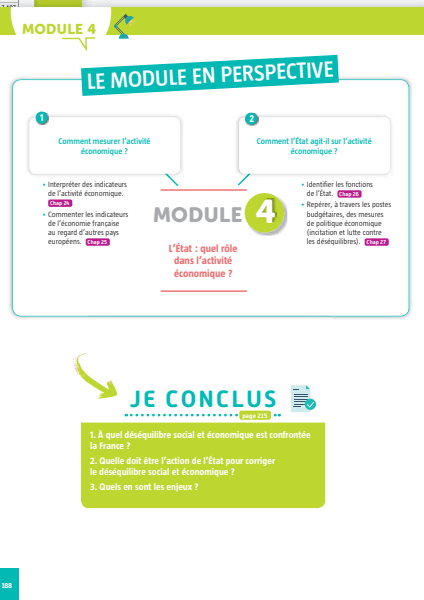 MODULE 4
LE MODULE EN PERSPECTIVE
1
Comment mesurer l'activité
économique ?
2
Comment l'État agit-il sur l'activité
économique ?
• Interpréter des indicateurs
de l'activité économique.
Chap 24
• Commenter les indicateurs
de l'économie française
au regard d'autres pays
européens. Chap 25
MODULE 4
L'État : quel rôle
dans l'activité
économique ?
• Identifier les fonctions
de l'État. Chap 26
• Repérer, à travers les postes
budgétaires, des mesures
de politique économique
(incitation et lutte contre
les déséquilibres). Chap 27
JE CONCLUS
page 215
1. À quel déséquilibre social et économique est confrontée
la France ?
2. Quelle doit être l'action de l'État pour corriger
le déséquilibre social et économique ?
3. Quels en sont les enjeux ?
188